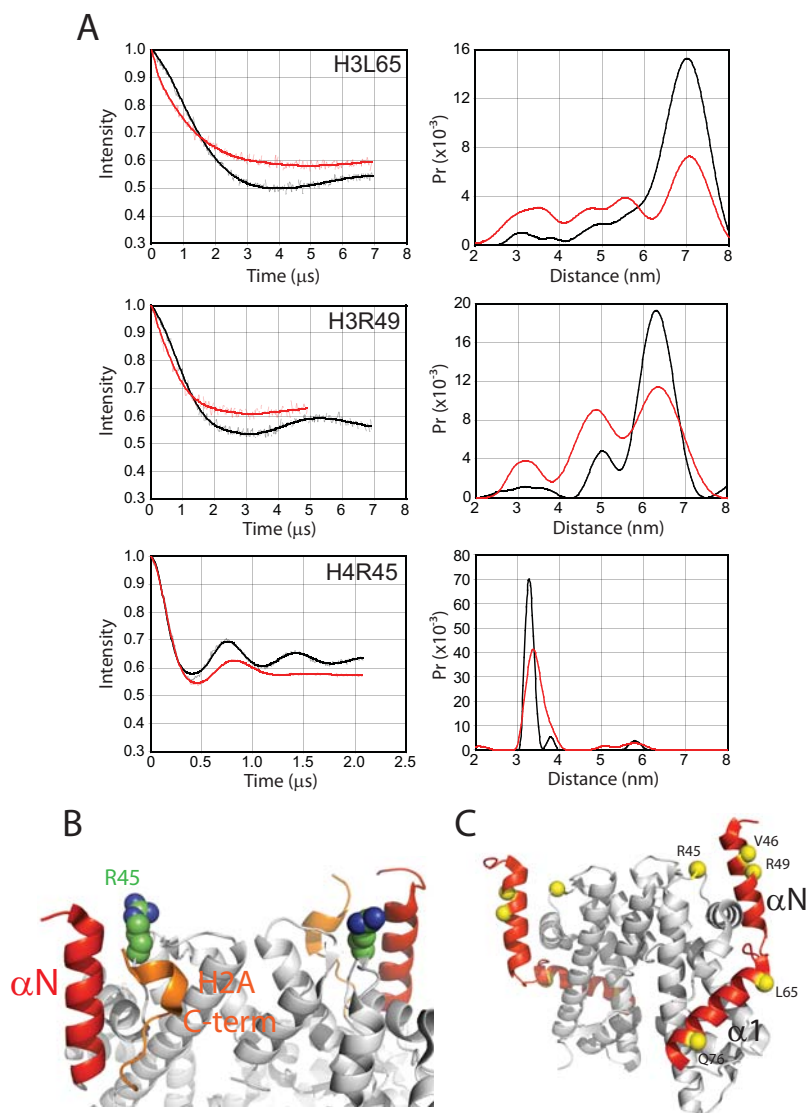 A
H3L65
Intensity
1.0
0.9
0.8
0.7
0.6
0.5
0.4
0.3
0 1 2 3 4 5 6 7 8
Time (μs)
Pr (x10⁻³)
16
12
8
4
0
2 3 4 5 6 7 8
Distance (nm)
H3R49
Intensity
1.0
0.9
0.8
0.7
0.6
0.5
0.4
0.3
0 1 2 3 4 5 6 7 8
Time (μs)
Pr (x10⁻³)
20
16
12
8
4
0
2 3 4 5 6 7 8
Distance (nm)
H4R45
Intensity
1.0
0.9
0.8
0.7
0.6
0.5
0.4
0.3
0 0.5 1.0 1.5 2.0 2.5
Time (μs)
Pr (x10⁻³)
80
70
60
50
40
30
20
10
0
2 3 4 5 6 7 8
Distance (nm)
B
R45
αN
H2A
C-term
C
R45
V46
R49
αN
L65
α1
Q76